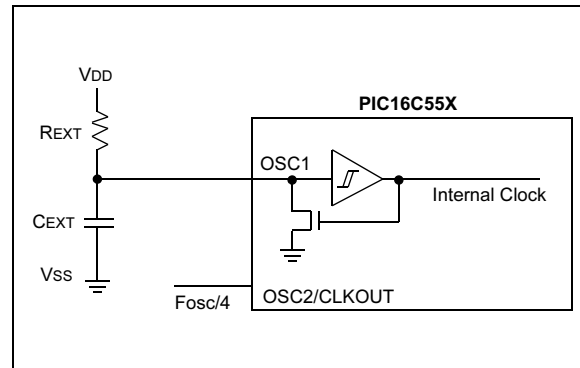 VDD
PIC16C55X
REXT
OSC1
Internal Clock
CEXT
VSS
OSC2/CLKOUT
Fosc/4